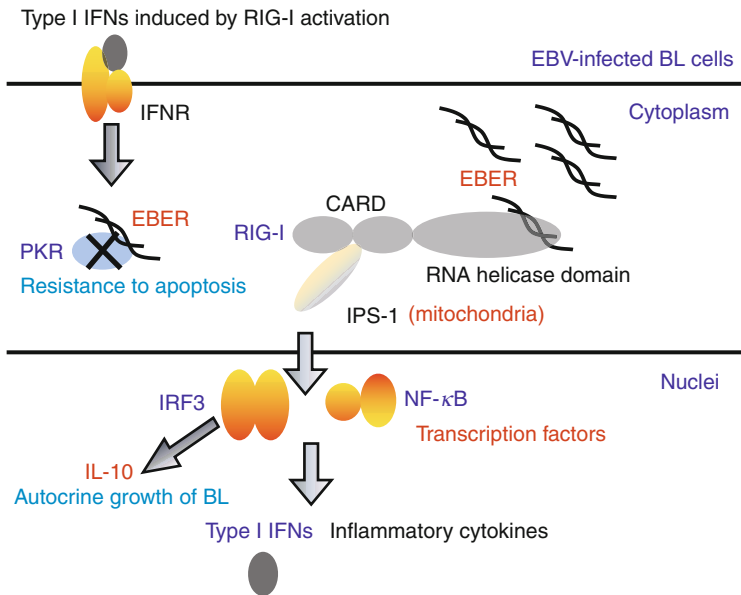 Type I IFNs induced by RIG-I activation
EBV-infected BL cells
IFNR
Cytoplasm
EBER
CARD
EBER
RIG-I
PKR
RNA helicase domain
Resistance to apoptosis
IPS-1 (mitochondria)
Nuclei
IRF3
NF-κB
Transcription factors
IL-10
Autocrine growth of BL
Type I IFNs Inflammatory cytokines